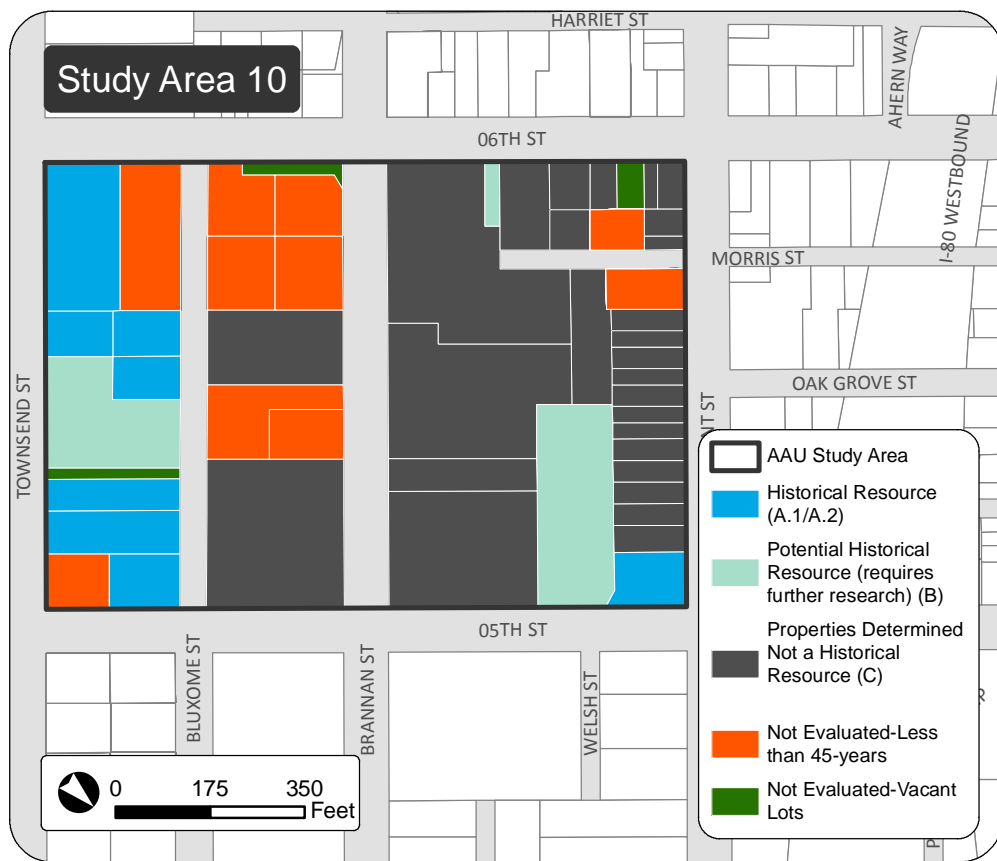 HARRIET ST
AHERN WAY
Study Area 10
06TH ST
I-80 WESTBOUND
MORRIS ST
OAK GROVE ST
TOWNSEND ST
AAU Study Area
Historical Resource
(A.1/A.2)
Potential Historical
Resource (requires
further research) (B)
Properties Determined
Not a Historical
Resource (C)
Not Evaluated-Less
than 45-years
Not Evaluated-Vacant
Lots
05TH ST
BLUXOME ST
BRANNAN ST
WELSH ST
0 175 350
Feet